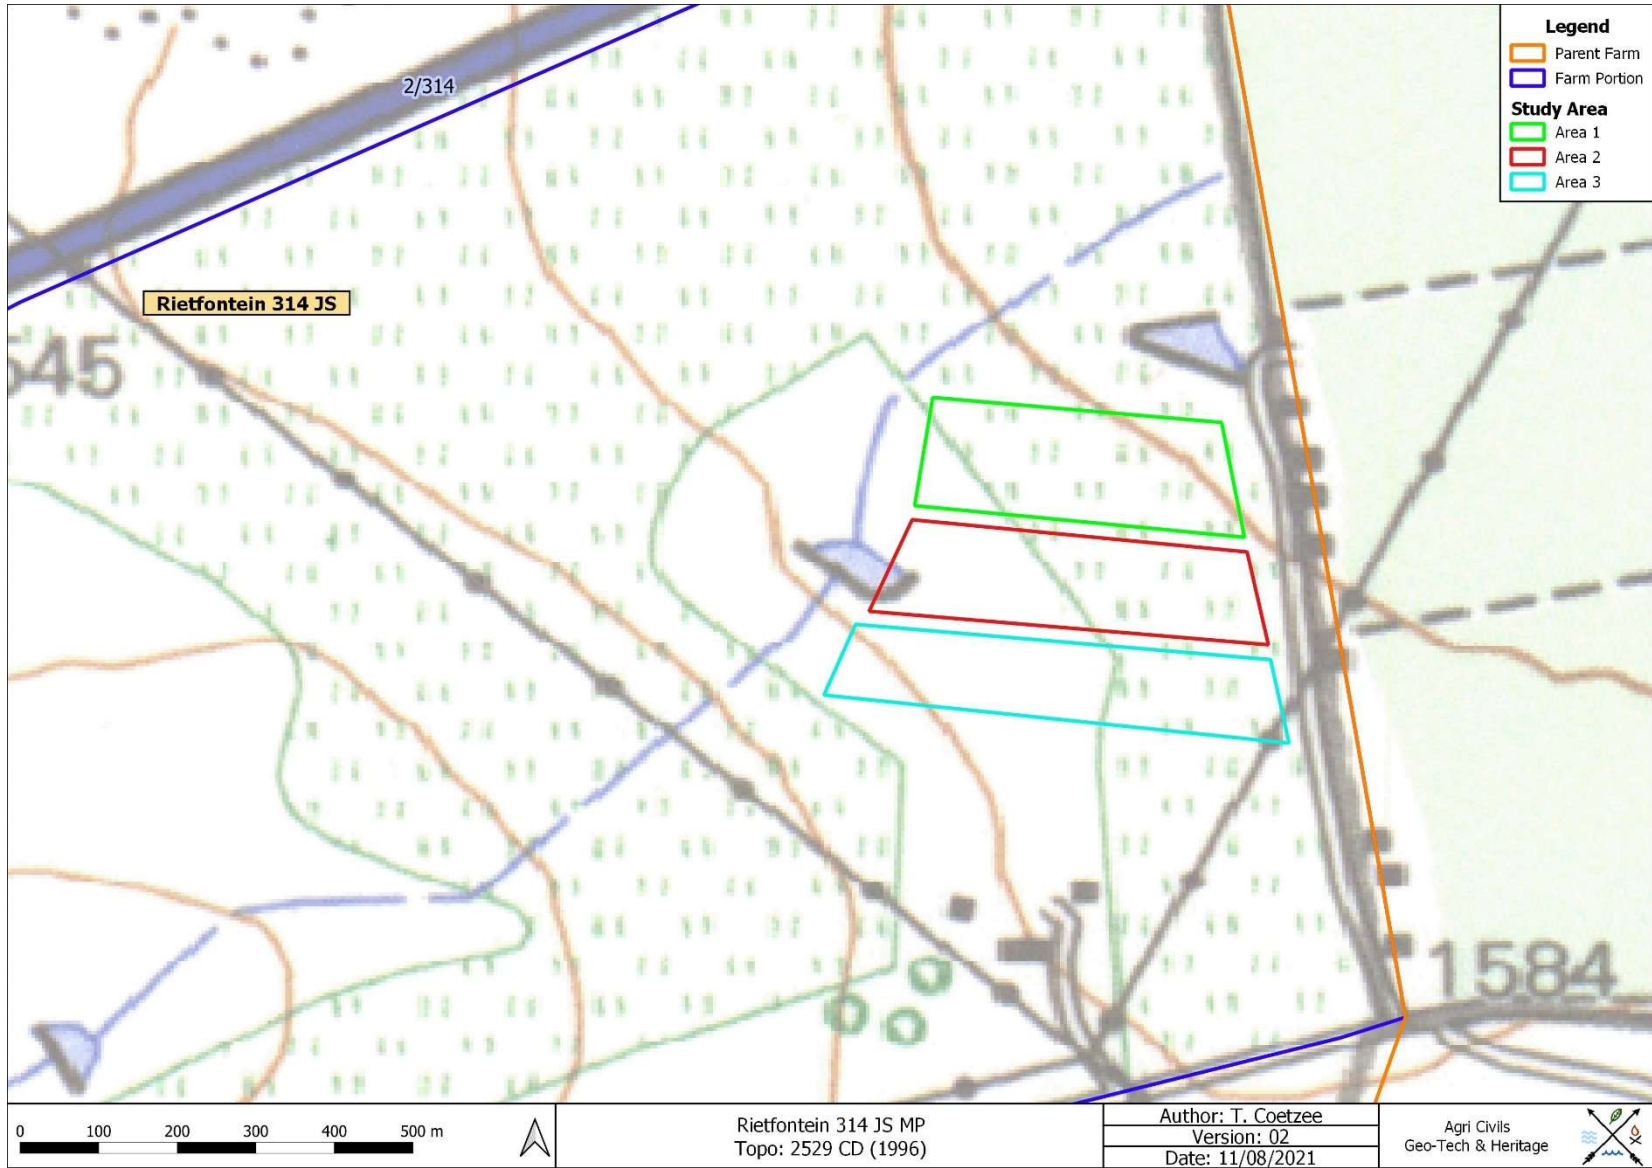 Legend
Parent Farm
Farm Portion
Study Area
Area 1
Area 2
Area 3
2/314
Rietfontein 314 JS
545
1584
0 100 200 300 400 500 m
Rietfontein 314 JS MP
Topo: 2529 CD (1996)
Author: T. Coetzee
Version: 02
Date: 11/08/2021
Agri Civils
Geo-Tech & Heritage